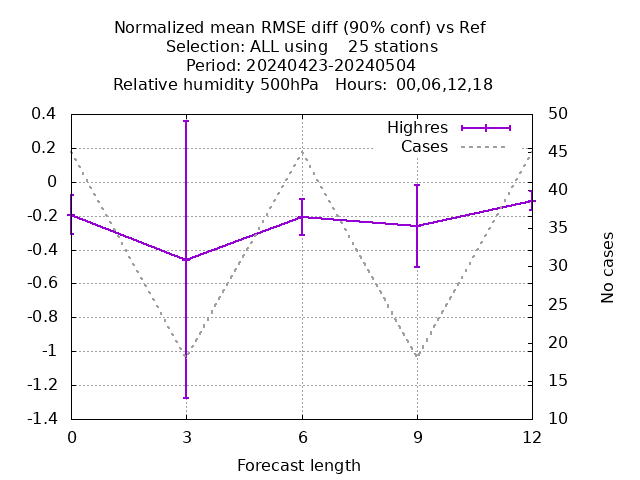 Normalized mean RMSE diff (90% conf) vs Ref
Selection: ALL using    25 stations
Period: 20240423-20240504
Relative humidity 500hPa   Hours:  00,06,12,18
Highres
Cases
0.4
0.2
0
-0.2
-0.4
-0.6
-0.8
-1
-1.2
-1.4
50
45
40
35
30
25
20
15
10
No cases
0 3 6 9 12
Forecast length